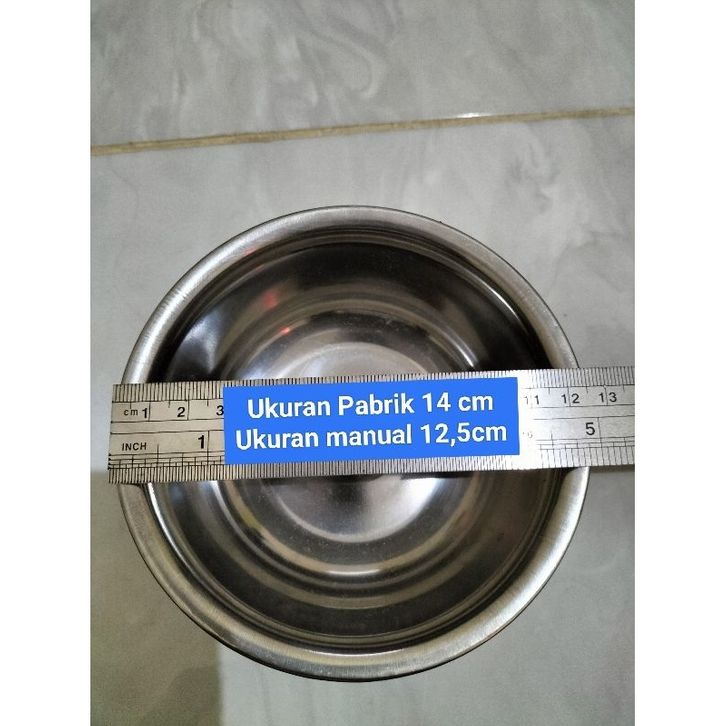 cm 1 2 3 11 12 13
Ukuran Pabrik 14 cm
Ukuran manual 12,5cm
INCH 1 5